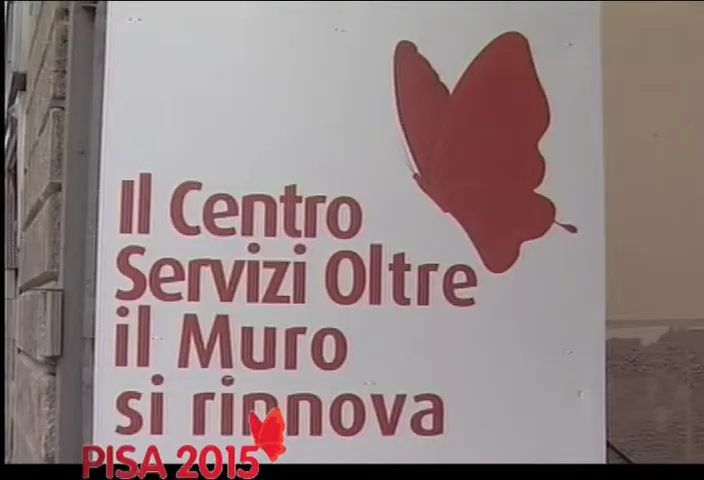 Il Centro
Servizi Oltre
il Muro
si rinnova
PISA 2015